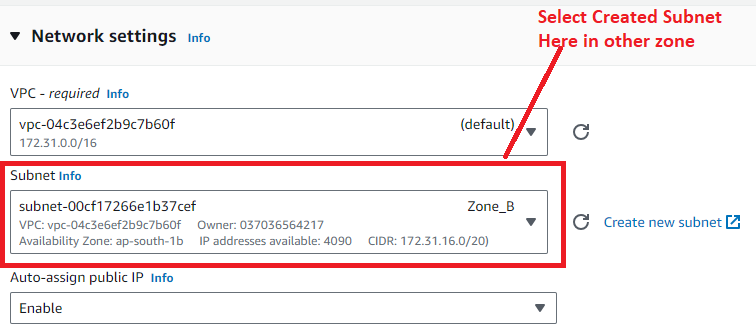 Select Created Subnet
Here in other zone
Network settings Info
VPC - required Info
vpc-04c3e6ef2b9c7b60f (default)
172.31.0.0/16
Subnet Info
subnet-00cf17266e1b37cef Zone_B
VPC: vpc-04c3e6ef2b9c7b60f Owner: 037036564217
Availability Zone: ap-south-1b IP addresses available: 4090 CIDR: 172.31.16.0/20)
Create new subnet
Auto-assign public IP Info
Enable